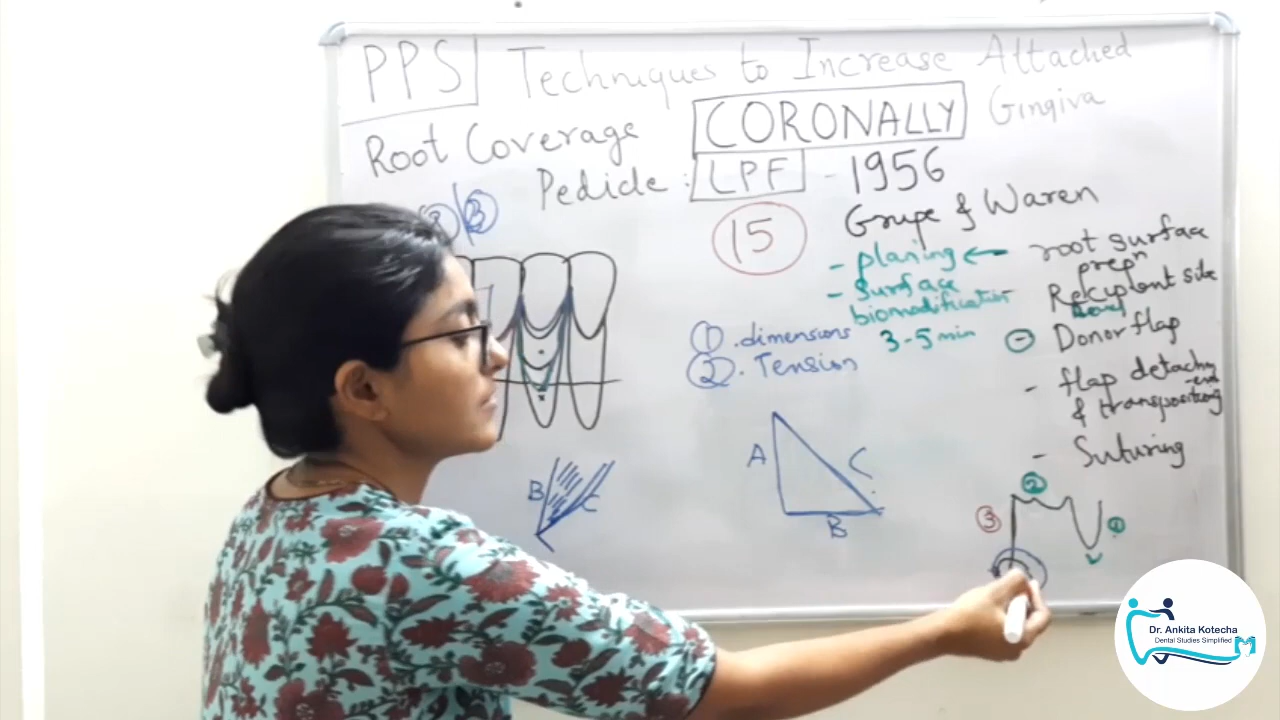 PPS Techniques to Increase Attached
Root Coverage CORONALLY Gingiva
Pedicle : LPF - 1956
3
15 Grupe & Waren
- planing ← root surface
prepⁿ
- surface - Recipient site
biomodification
3-5 min
① . dimensions
② . Tension
- Donor flap
- flap detachment
& transpositiong
- Suturing
A C
B
B C
③ ② ①
Dr. Ankita Kotecha
Dental Studies Simplified